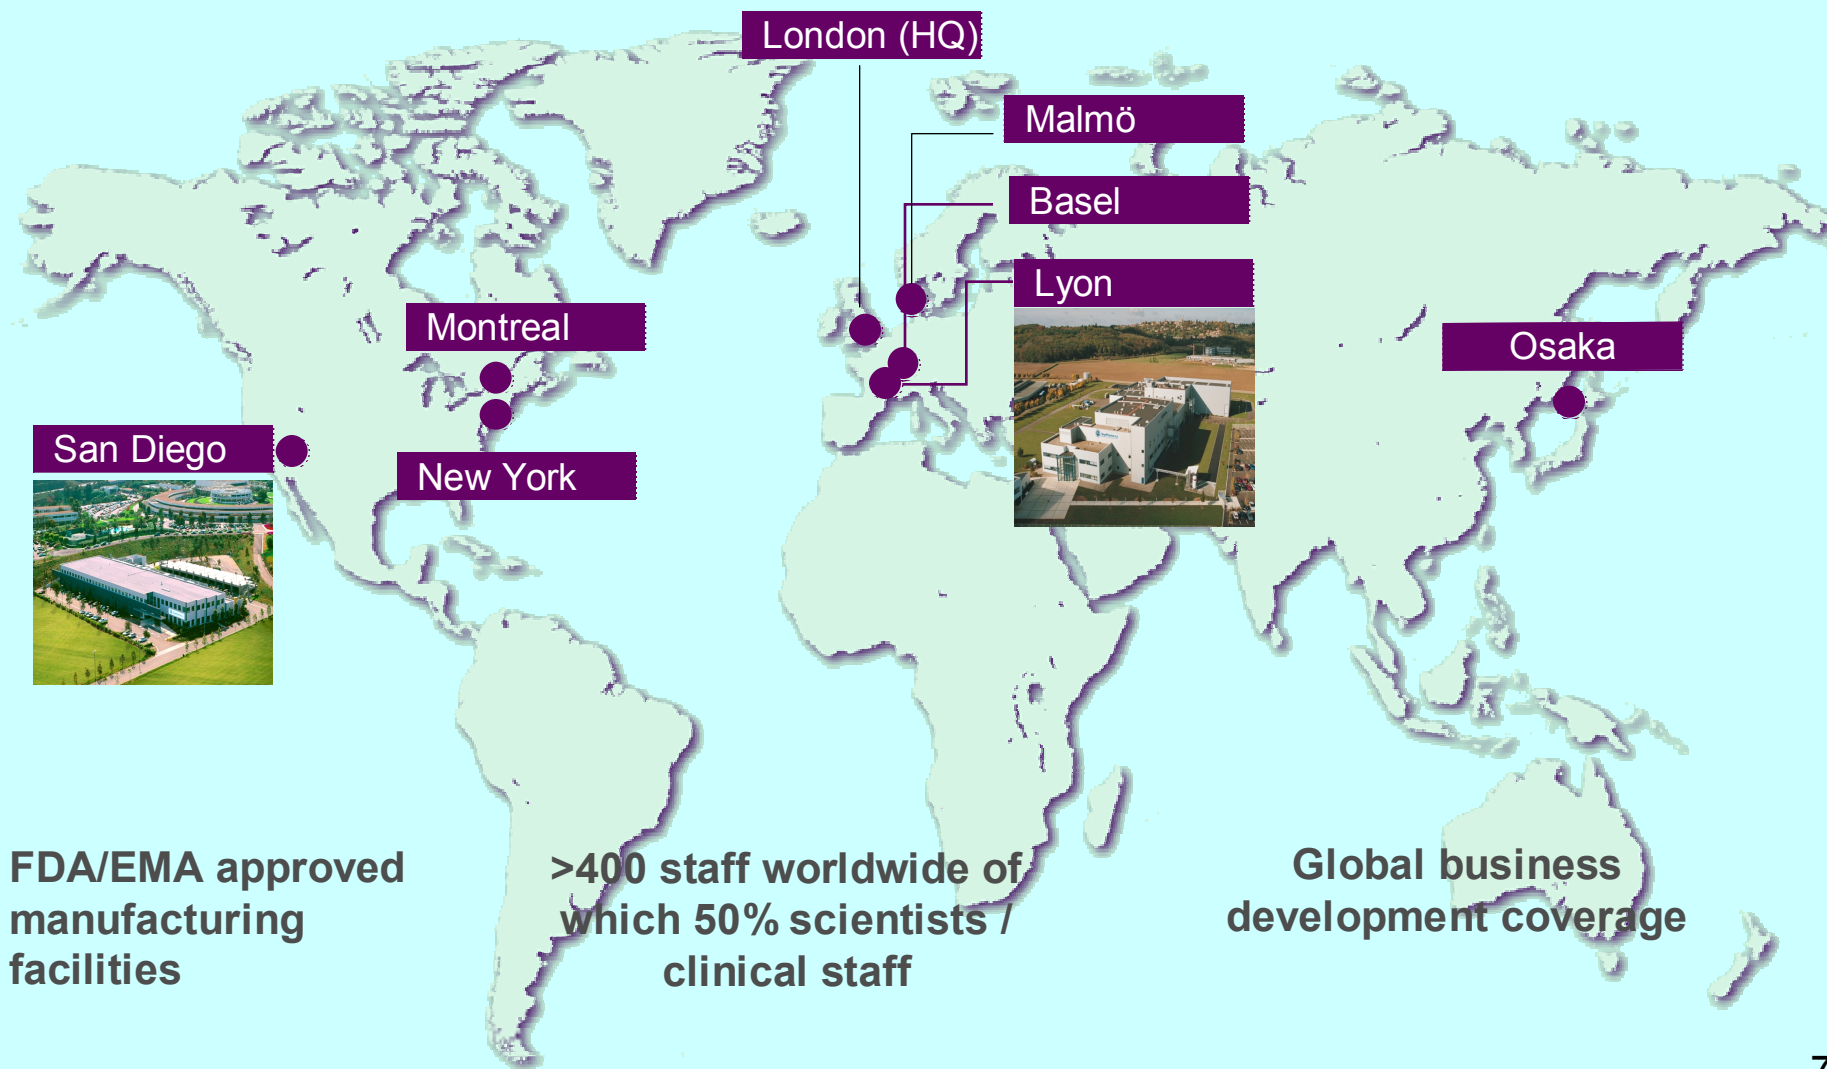 London (HQ)
Malmö
Basel
Lyon
Montreal
Osaka
San Diego
New York
FDA/EMA approved
manufacturing
facilities
>400 staff worldwide of
which 50% scientists /
clinical staff
Global business
development coverage
7